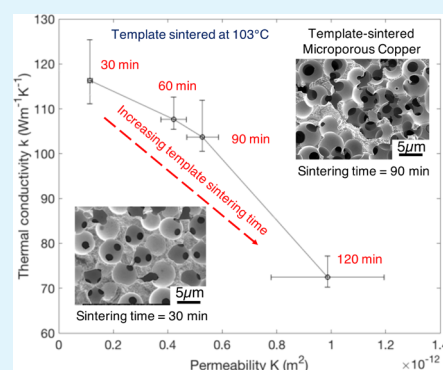 Template sintered at 103°C
Template-sintered
Microporous Copper
30 min
60 min
90 min
120 min
Increasing template sintering time
5µm
Sintering time = 90 min
5µm
Sintering time = 30 min
Thermal conductivity k (Wm⁻¹K⁻¹)
130
120
110
100
90
80
70
60
0
0.2
0.4
0.6
0.8
1
1.2
1.4
×10⁻¹²
Permeability K (m²)